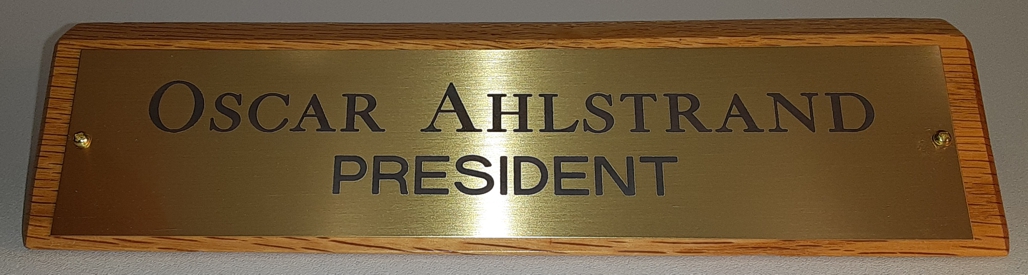 OSCAR AHLSTRAND
PRESIDENT